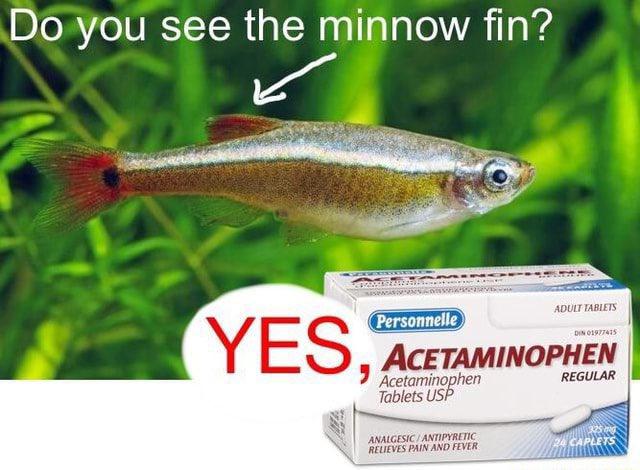 Do you see the minnow fin?
YES,
ACETAMINOPHEN
Personnelle
ADULT TABLETS
DIN 01977415
ACETAMINOPHEN
Acetaminophen
REGULAR
Tablets USP
325 mg
ANALGESIC / ANTIPYRETIC
24 CAPLETS
RELIEVES PAIN AND FEVER